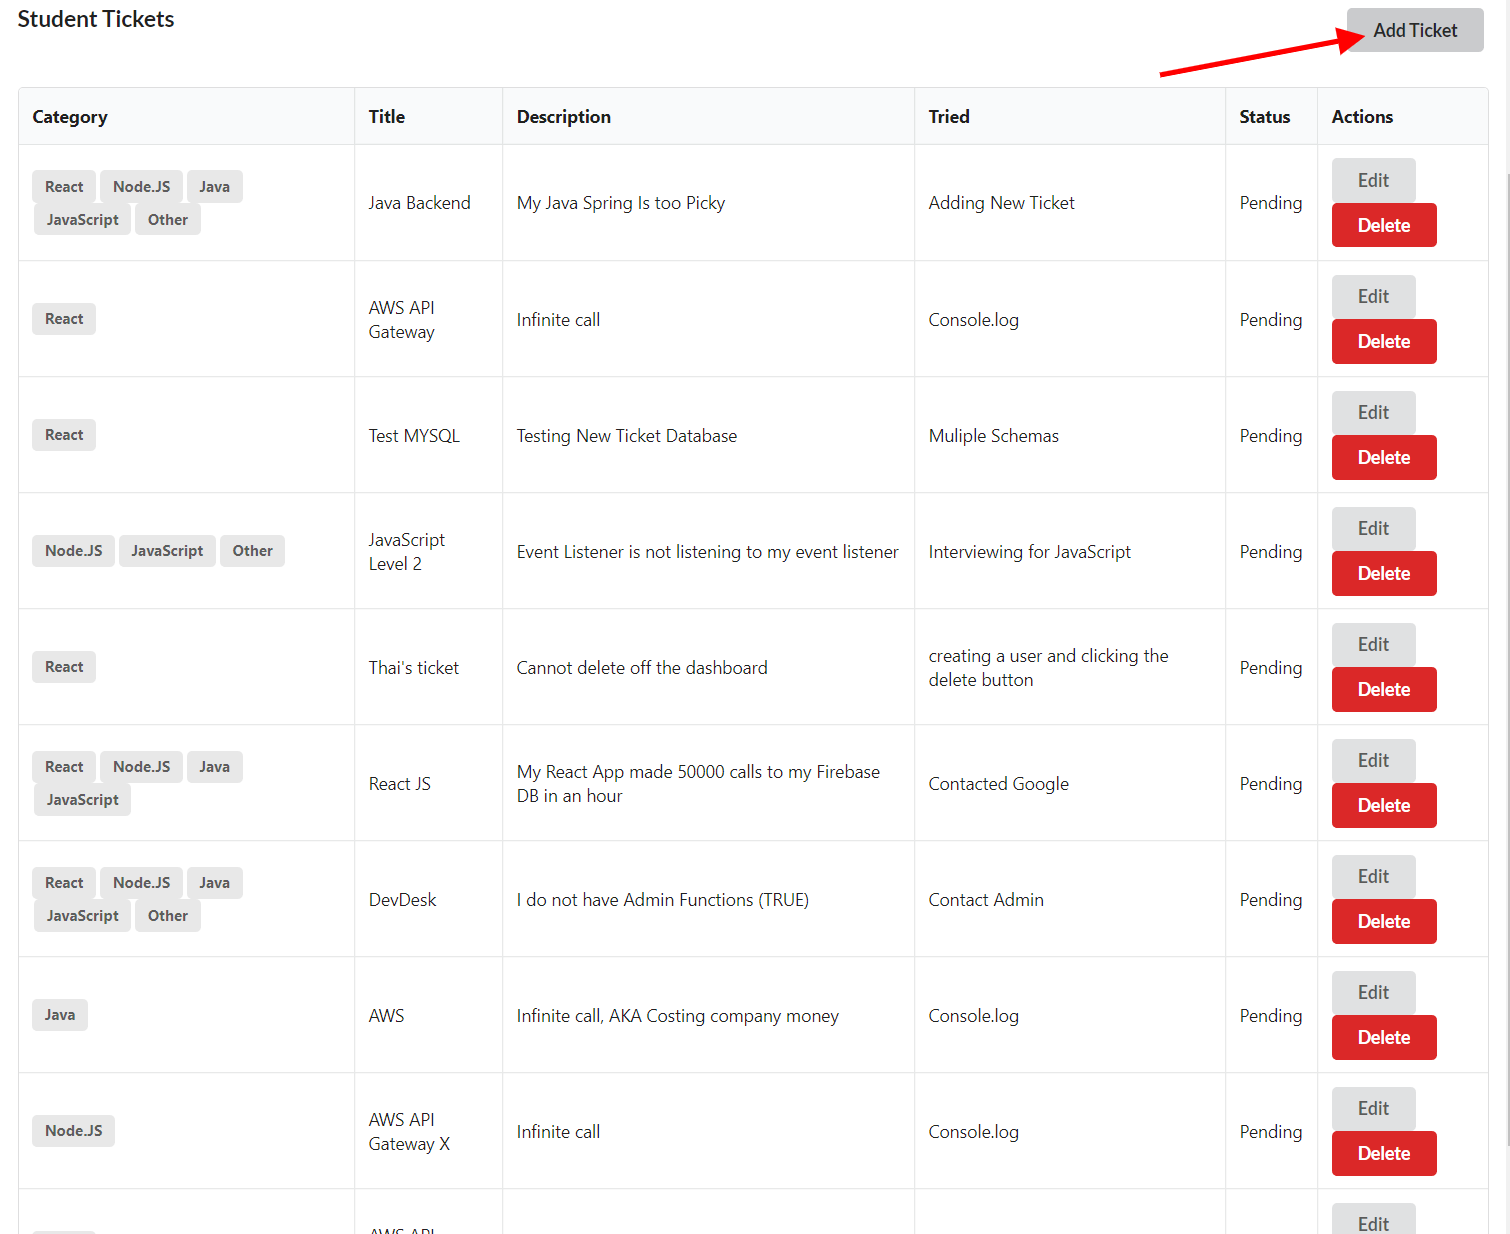 Student Tickets
Add Ticket
Category Title Description Tried Status Actions
React Node.JS Java
JavaScript Other
Java Backend
My Java Spring Is too Picky
Adding New Ticket
Pending
Edit
Delete
React
AWS API
Gateway
Infinite call
Console.log
Pending
Edit
Delete
React
Test MYSQL
Testing New Ticket Database
Muliple Schemas
Pending
Edit
Delete
Node.JS JavaScript Other
JavaScript
Level 2
Event Listener is not listening to my event listener
Interviewing for JavaScript
Pending
Edit
Delete
React
Thai's ticket
Cannot delete off the dashboard
creating a user and clicking the
delete button
Pending
Edit
Delete
React Node.JS Java
JavaScript
React JS
My React App made 50000 calls to my Firebase
DB in an hour
Contacted Google
Pending
Edit
Delete
React Node.JS Java
JavaScript Other
DevDesk
I do not have Admin Functions (TRUE)
Contact Admin
Pending
Edit
Delete
Java
AWS
Infinite call, AKA Costing company money
Console.log
Pending
Edit
Delete
Node.JS
AWS API
Gateway X
Infinite call
Console.log
Pending
Edit
Delete
AWS API
Edit